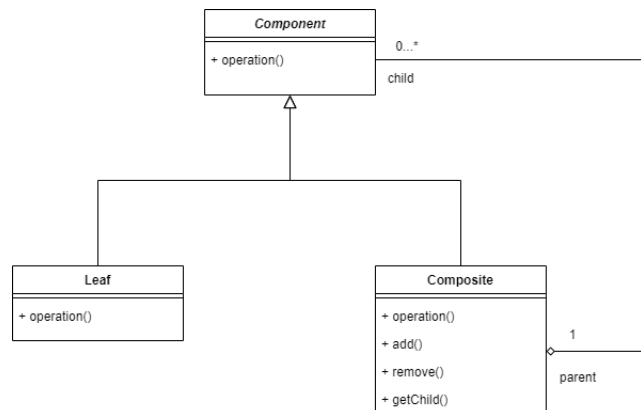 Component
+ operation()
0...*
child
Leaf
+ operation()
Composite
+ operation()
+ add()
+ remove()
+ getChild()
1
parent